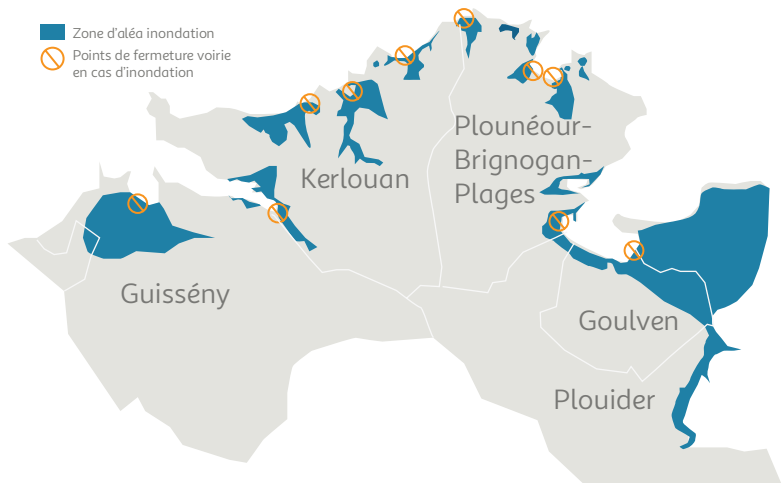 Zone d'aléa inondation
Points de fermeture voirie
en cas d'inondation
Plounéour-
Brignogan-
Plages
Kerlouan
Guissény
Goulven
Plouider